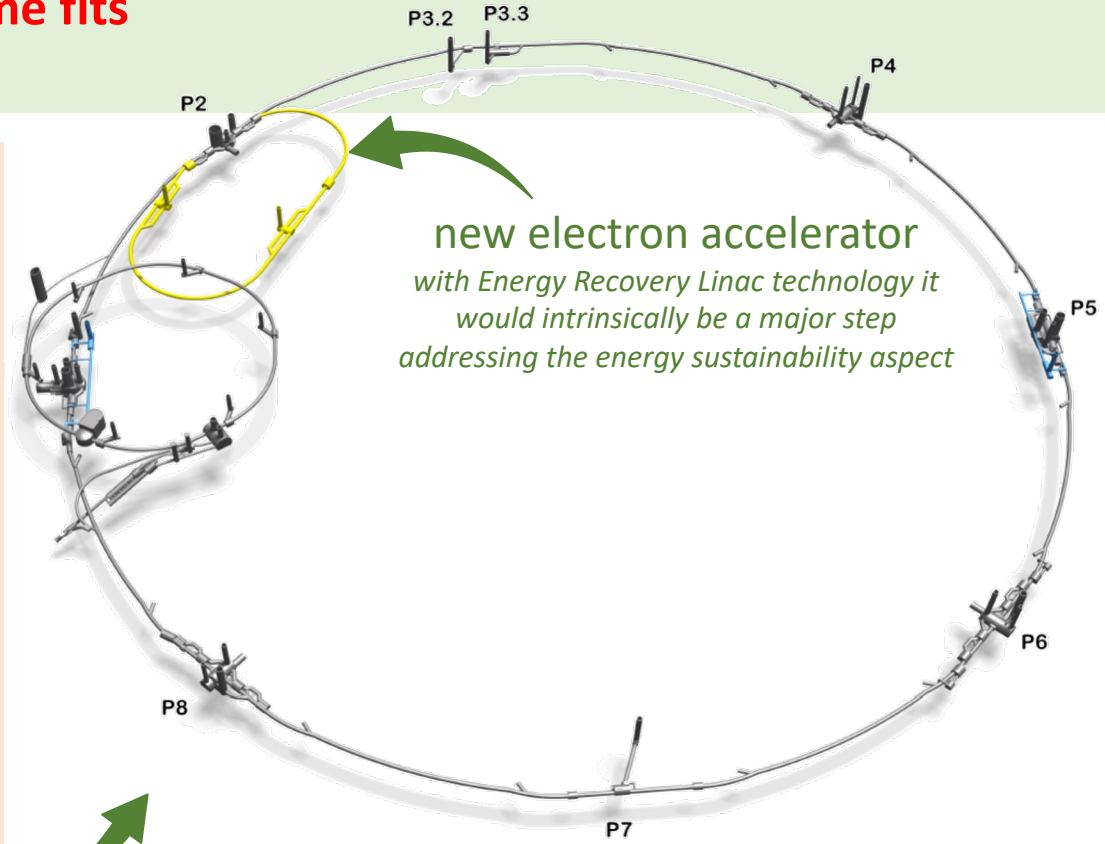 ne fits
P3.2
P3.3
P4
P2
new electron accelerator
with Energy Recovery Linac technology it
would intrinsically be a major step
addressing the energy sustainability aspect
P5
P6
P8
P7